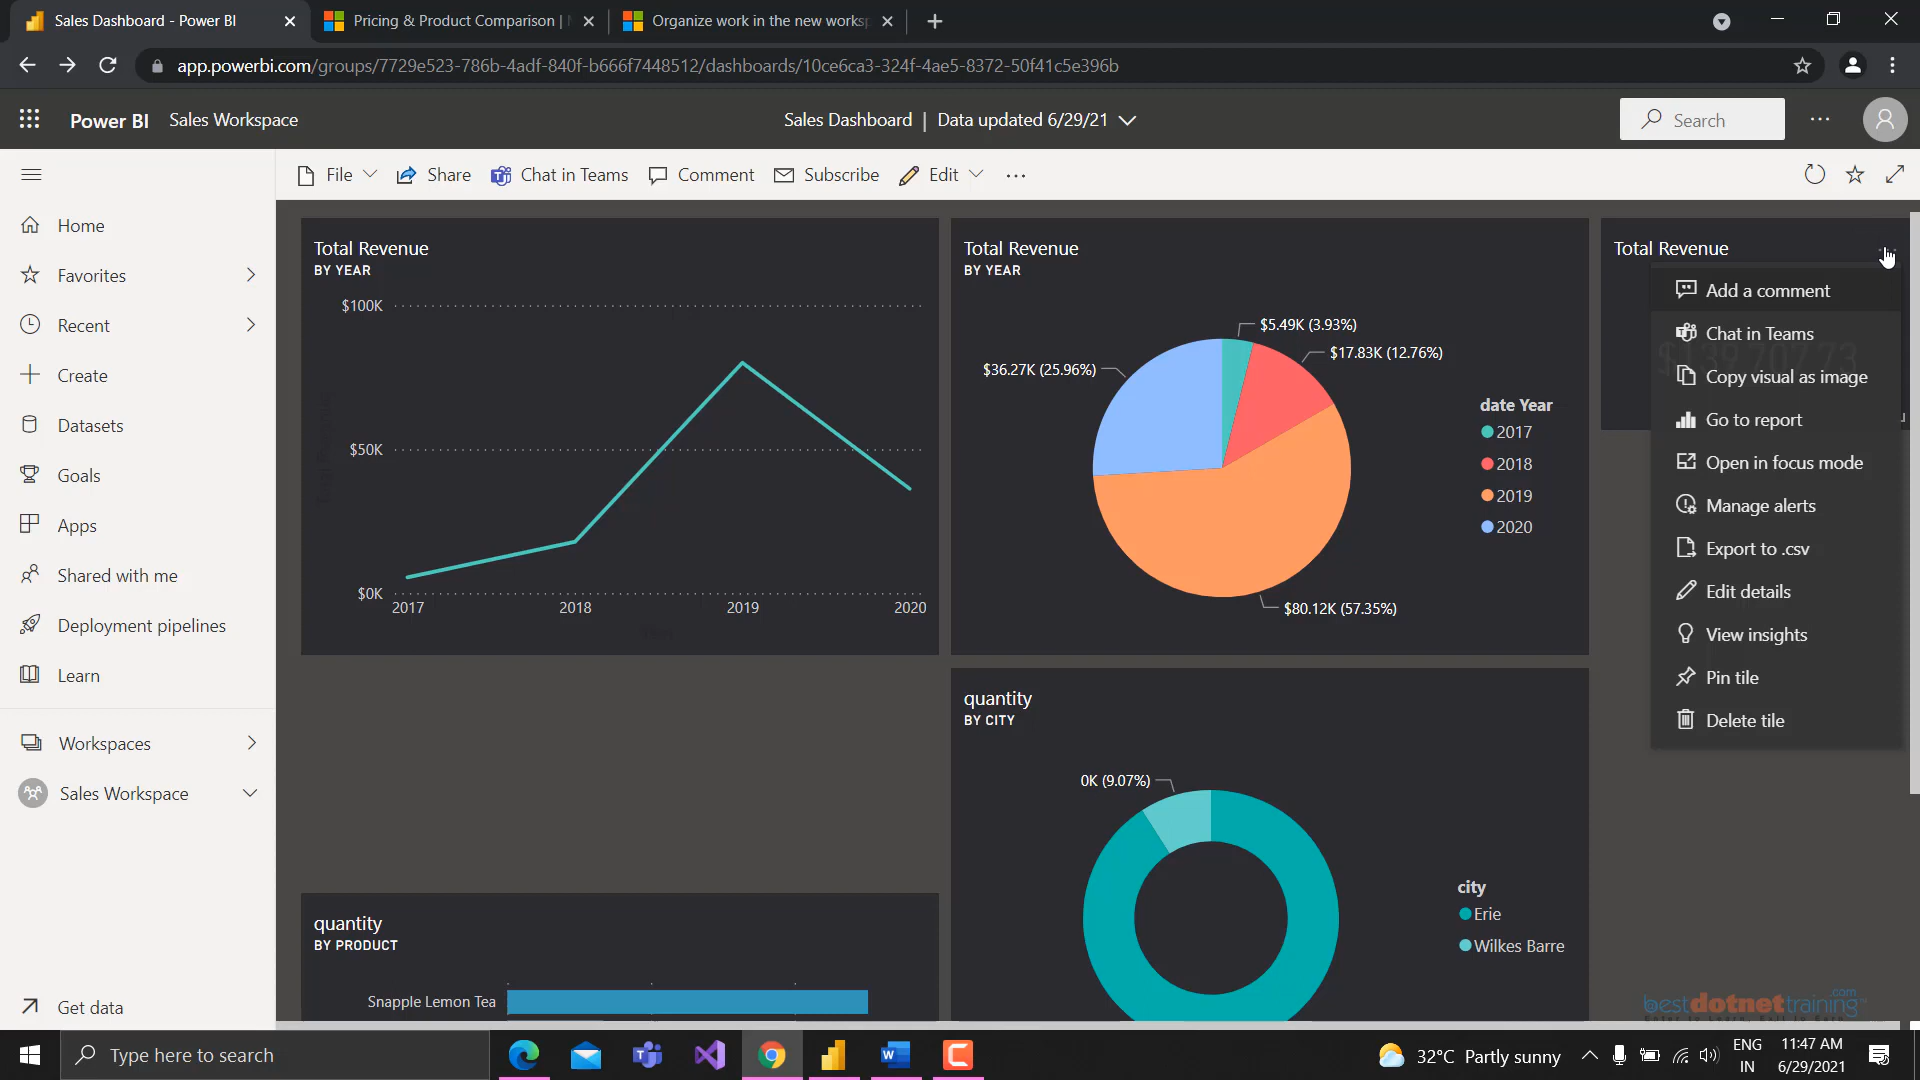 Sales Dashboard - Power BI
Pricing & Product Comparison |
Organize work in the new worksp
app.powerbi.com/groups/7729e523-786b-4adf-840f-b666f7448512/dashboards/10ce6ca3-324f-4ae5-8372-50f41c5e396b
Power BI Sales Workspace
Sales Dashboard | Data updated 6/29/21
Search
File
Share
Chat in Teams
Comment
Subscribe
Edit
Home
Favorites
Recent
Create
Datasets
Goals
Apps
Shared with me
Deployment pipelines
Learn
Workspaces
Sales Workspace
Get data
Total Revenue
BY YEAR
$100K
$50K
$0K
2017 2018 2019 2020
Total Revenue
BY YEAR
$5.49K (3.93%)
$17.83K (12.76%)
$36.27K (25.96%)
$80.12K (57.35%)
date Year
2017
2018
2019
2020
Total Revenue
$139,707.73
Add a comment
Chat in Teams
Copy visual as image
Go to report
Open in focus mode
Manage alerts
Export to .csv
Edit details
View insights
Pin tile
Delete tile
quantity
BY CITY
0K (9.07%)
city
Erie
Wilkes Barre
quantity
BY PRODUCT
Snapple Lemon Tea
bestdotnettraining.com
Type here to search
32°C Partly sunny
ENG
IN
11:47 AM
6/29/2021